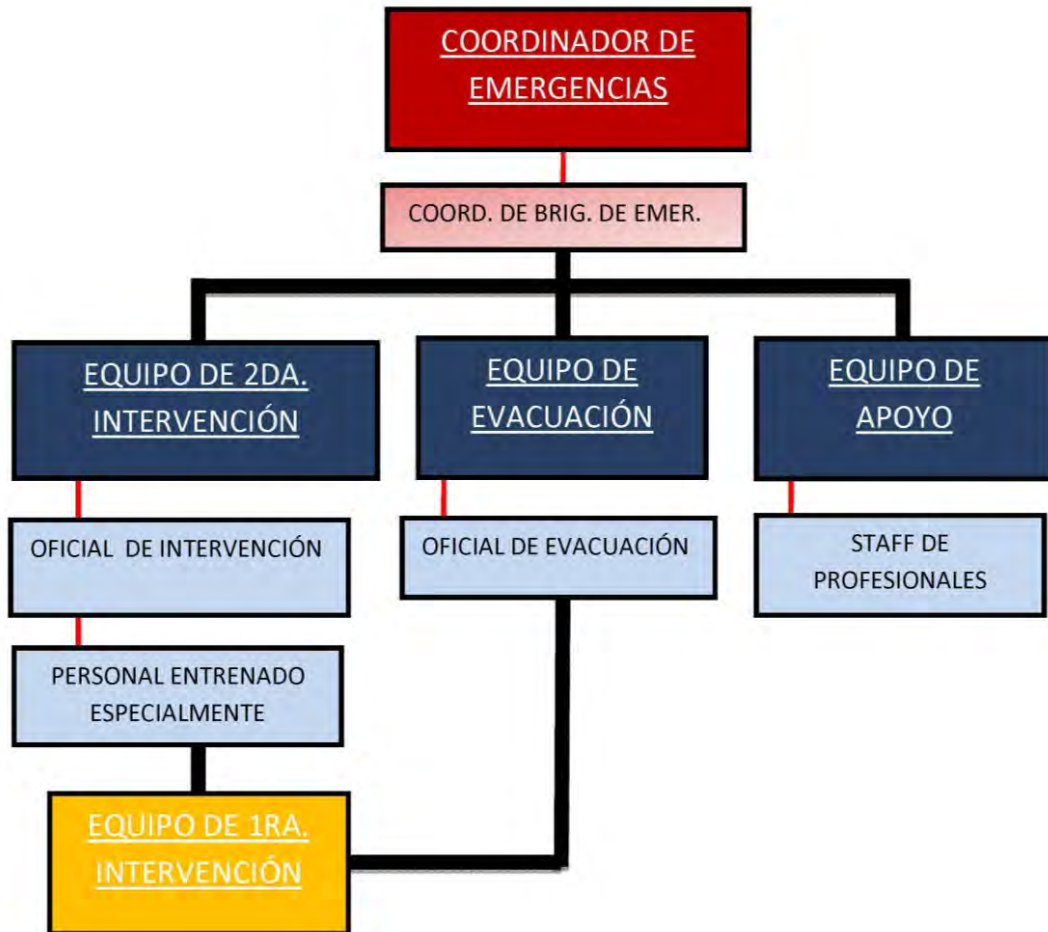 COORDINADOR DE
EMERGENCIAS
COORD. DE BRIG. DE EMER.
EQUIPO DE 2DA.
INTERVENCIÓN
EQUIPO DE
EVACUACIÓN
EQUIPO DE
APOYO
OFICIAL DE INTERVENCIÓN
OFICIAL DE EVACUACIÓN
STAFF DE
PROFESIONALES
PERSONAL ENTRENADO
ESPECIALMENTE
EQUIPO DE 1RA.
INTERVENCIÓN